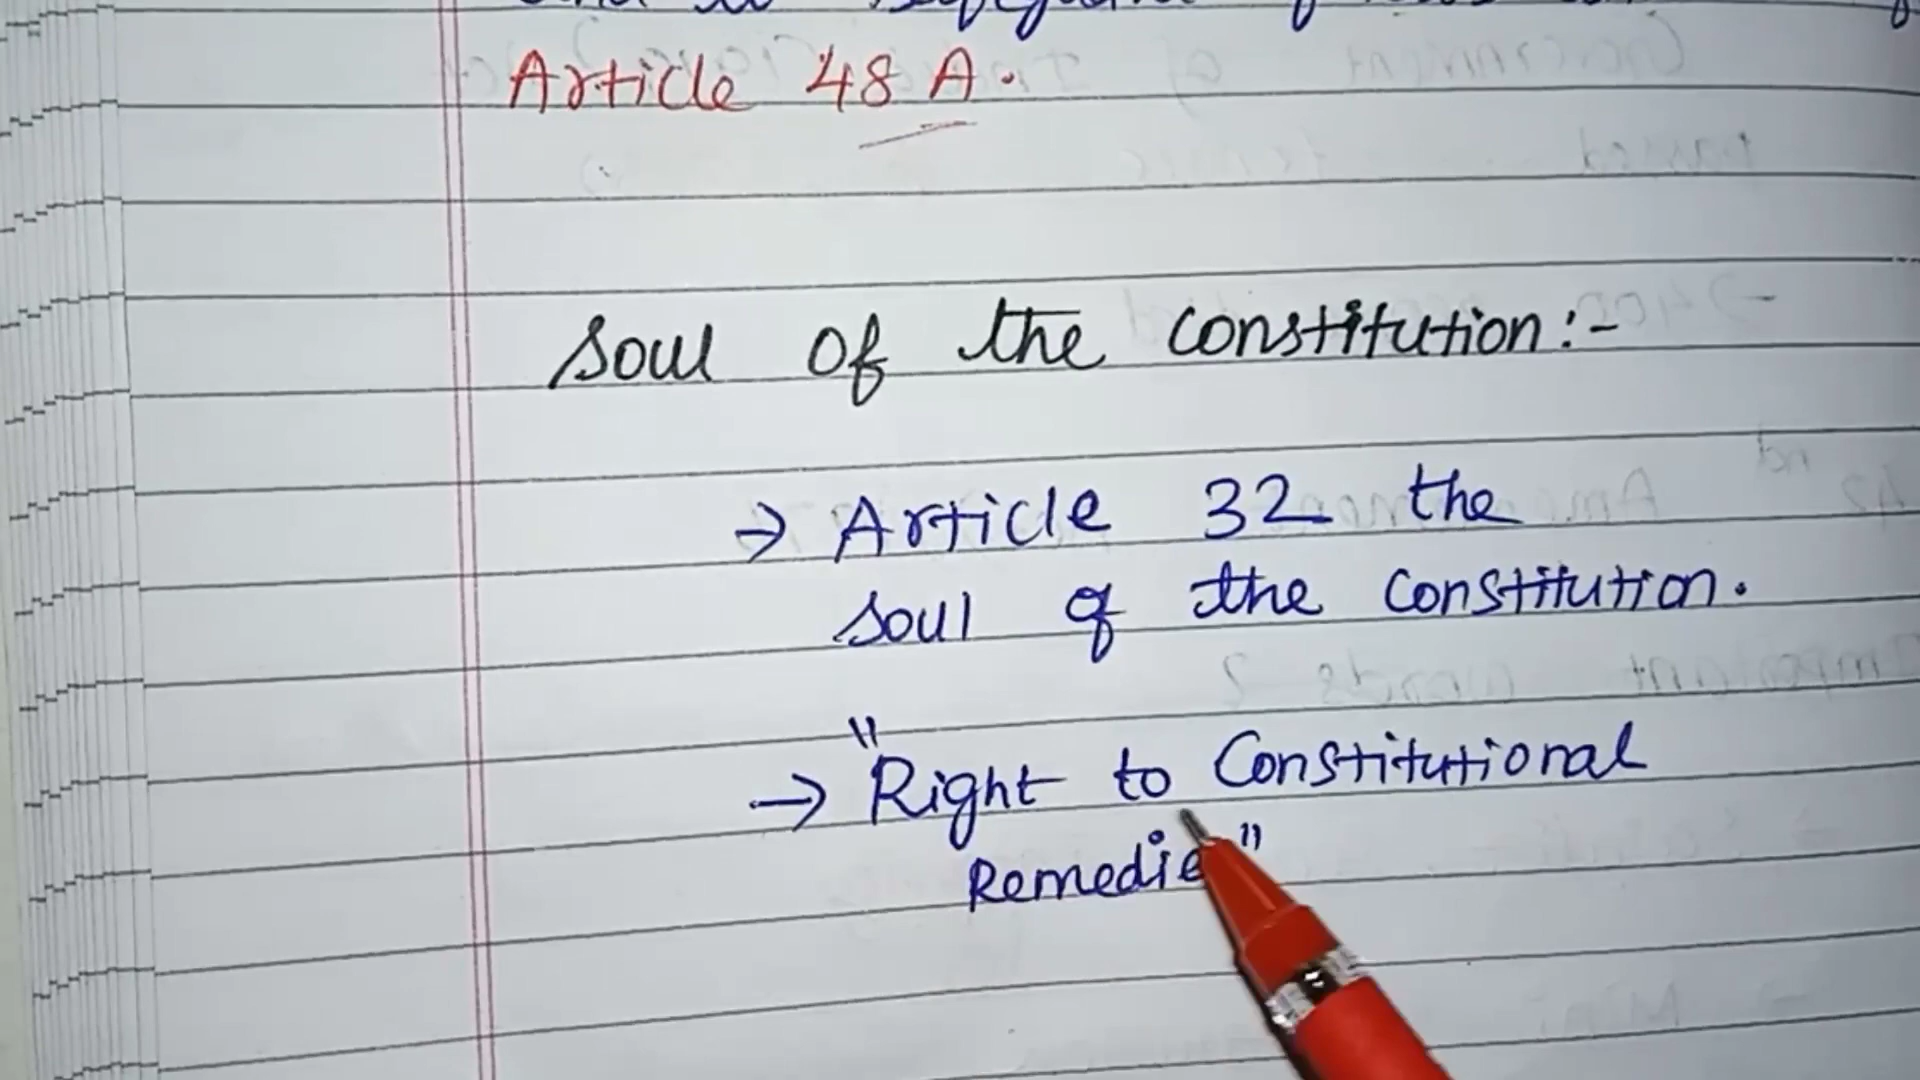 Article 48 A.
Soul of the constitution:-
→ Article 32 the
soul of the constitution.
→ "Right to Constitutional
Remedie"